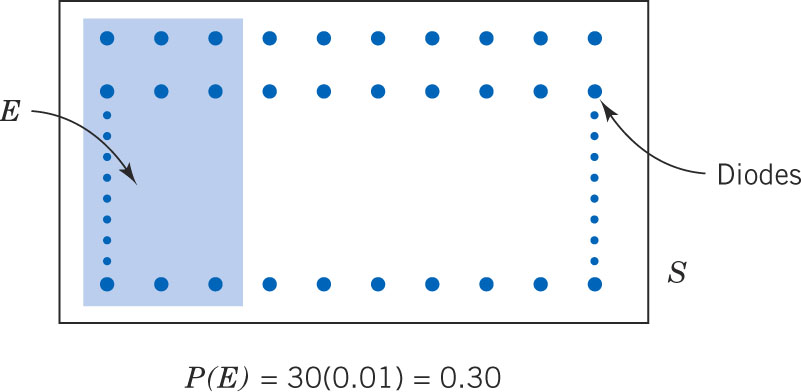 E
Diodes
S
P(E) = 30(0.01) = 0.30